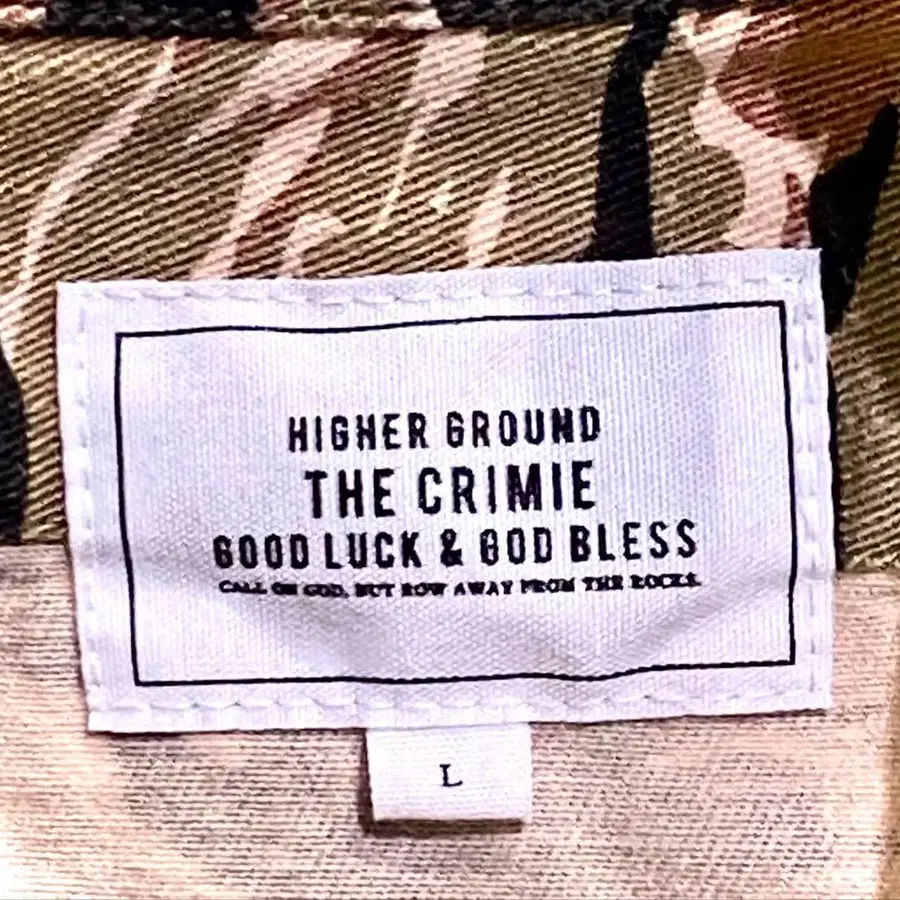 HIGHER GROUND
THE CRIMIE
GOOD LUCK & GOD BLESS
CALL ON GOD, BUT ROW AWAY FROM THE ROCKS.
L